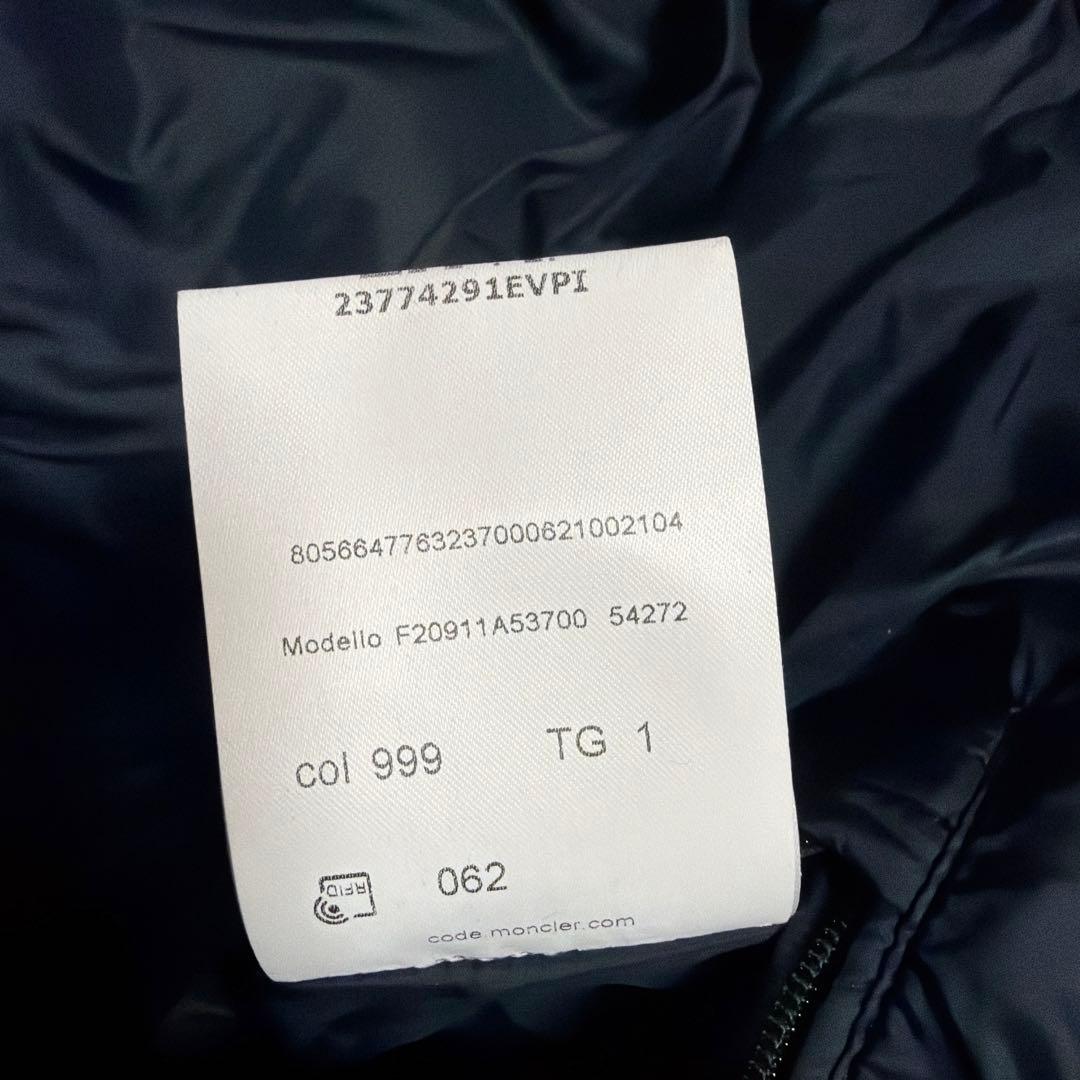 23774291EVPI
8056647763237000621002104
Modello F20911A53700 54272
col 999 TG 1
RFID 062
code.moncler.com